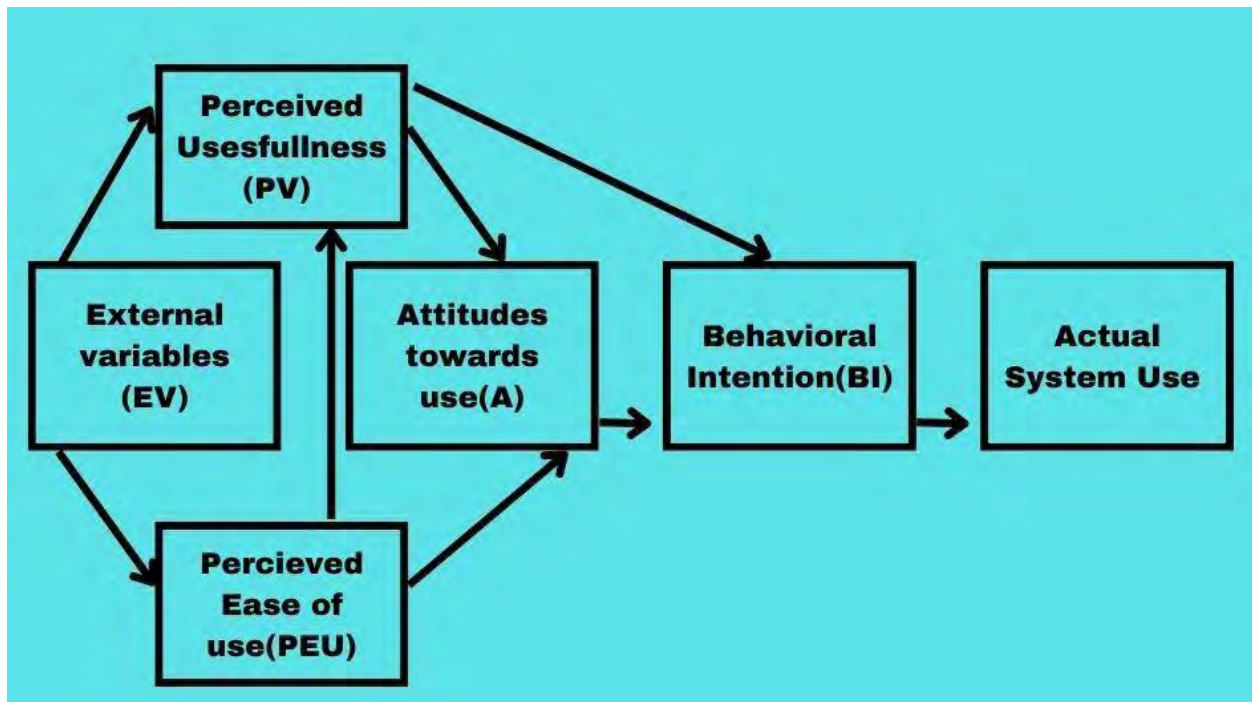 Perceived
Usesfullness
(PV)
External
variables
(EV)
Attitudes
towards
use(A)
Behavioral
Intention(BI)
Actual
System Use
Percieved
Ease of
use(PEU)